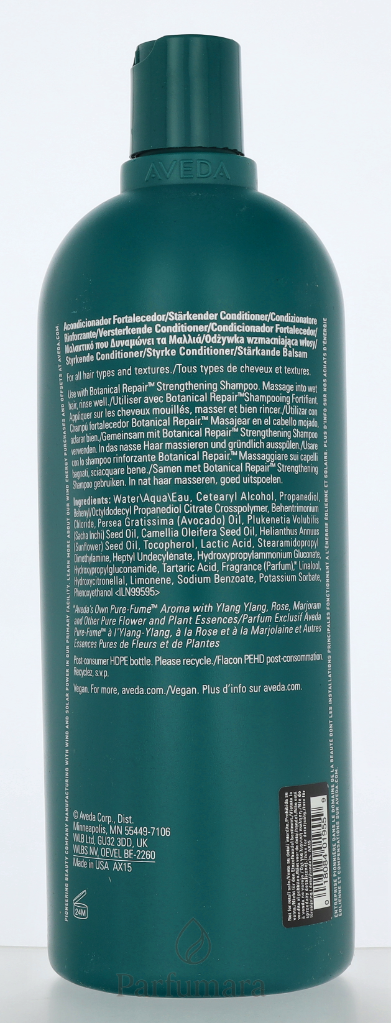 AVEDA
Acondicionador Fortalecedor/Stärkender Conditioner/Condizionatore
Rinforzante/Versterkende Conditioner/Condicionador Fortalecedor/
Μαλακτικό που Δυναμώνει τα Μαλλιά/Odżywka wzmacniająca włosy/
Styrkende Conditioner/Styrke Conditioner/Stärkande Balsam
For all hair types and textures./Tous types de cheveux et textures.
Use with Botanical Repair™ Strengthening Shampoo. Massage into wet
hair, rinse well./Utiliser avec Botanical Repair™ Shampooing Fortifiant.
Appliquer sur les cheveux mouillés, masser et bien rincer./Utilizar con
Champú fortalecedor Botanical Repair.™ Masajear en el cabello mojado,
aclarar bien./Gemeinsam mit Botanical Repair™ Strengthening Shampoo
verwenden. In das nasse Haar massieren und gründlich ausspülen./Usare
con lo shampoo rinforzante Botanical Repair.™ Massaggiare sui capelli
bagnati, sciacquare bene./Samen met Botanical Repair™ Strengthening
Shampoo gebruiken. In nat haar masseren, goed uitspoelen.
Ingredients: Water\Aqua\Eau, Cetearyl Alcohol, Propanediol,
Behenyl/Octyldodecyl Propanediol Citrate Crosspolymer, Behentrimonium
Chloride, Persea Gratissima (Avocado) Oil, Plukenetia Volubilis
(Sacha Inchi) Seed Oil, Camellia Oleifera Seed Oil, Helianthus Annuus
(Sunflower) Seed Oil, Tocopherol, Lactic Acid, Stearamidopropyl
Dimethylamine, Heptyl Undecylenate, Hydroxypropylammonium Gluconate,
Hydroxypropylgluconamide, Tartaric Acid, Fragrance (Parfum),* Linalool,
Hydroxycitronellal, Limonene, Sodium Benzoate, Potassium Sorbate,
Phenoxyethanol <ILN99595>
*Aveda's Own Pure-Fume™ Aroma with Ylang Ylang, Rose, Marjoram
and Other Pure Flower and Plant Essences/Parfum Exclusif Aveda
Pure-Fume™ à l'Ylang-Ylang, à la Rose et à la Marjolaine et Autres
Essences Pures de Fleurs et de Plantes
Post consumer HDPE bottle. Please recycle./Flacon PEHD post-consommation.
Recyclez, s.v.p.
Vegan. For more, aveda.com./Vegan. Plus d'info sur aveda.com.
© Aveda Corp., Dist.
Minneapolis, MN 55449-7106
WLB Ltd, GU32 3DD, UK
WLBS NV, OEVEL BE-2260
Made in USA AX15
24M
Parfumara